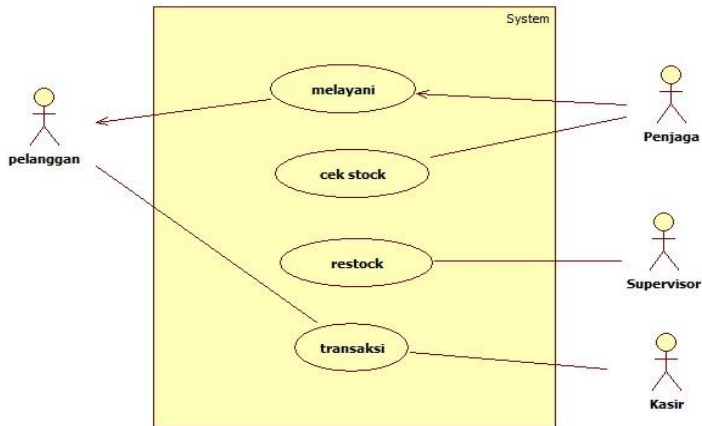 System
melayani
pelanggan
Penjaga
cek stock
restock
Supervisor
transaksi
Kasir